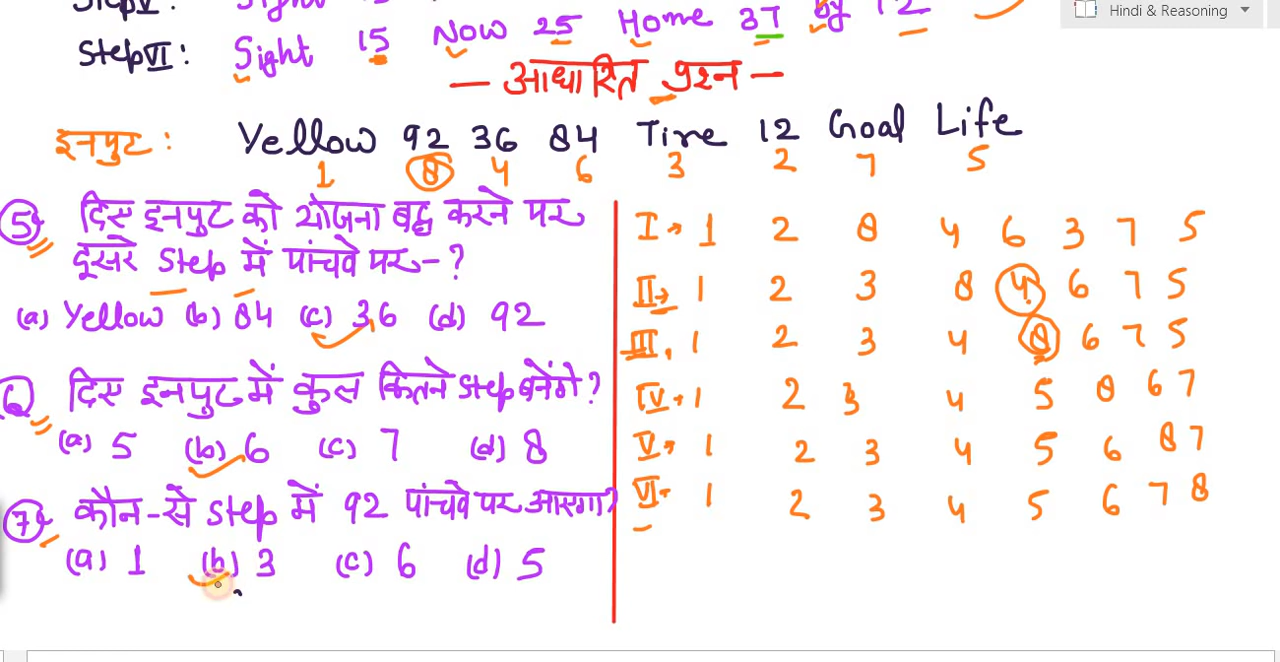 Hindi & Reasoning
Step VI : Sight 15 Now 25 Home 37 by 12
— आधारित प्रश्न —
इनपुट : Yellow 92 36 84 Tire 12 Goal Life
1 8 4 6 3 2 7 5
5 दिए इनपुट को योजना बद्ध करने पर
दूसरे Step में पांचवे पर - ?
(a) Yellow (b) 84 (c) 36 (d) 92
6 दिए इनपुट में कुल कितने step बनेंगे ?
(a) 5 (b) 6 (c) 7 (d) 8
7 कौन-से step में 92 पांचवे पर आएगा ?
(a) 1 (b) 3 (c) 6 (d) 5
I → 1 2 8 4 6 3 7 5
II → 1 2 3 8 4 6 7 5
III → 1 2 3 4 8 6 7 5
IV → 1 2 3 4 5 8 6 7
V → 1 2 3 4 5 6 8 7
VI - 1 2 3 4 5 6 7 8